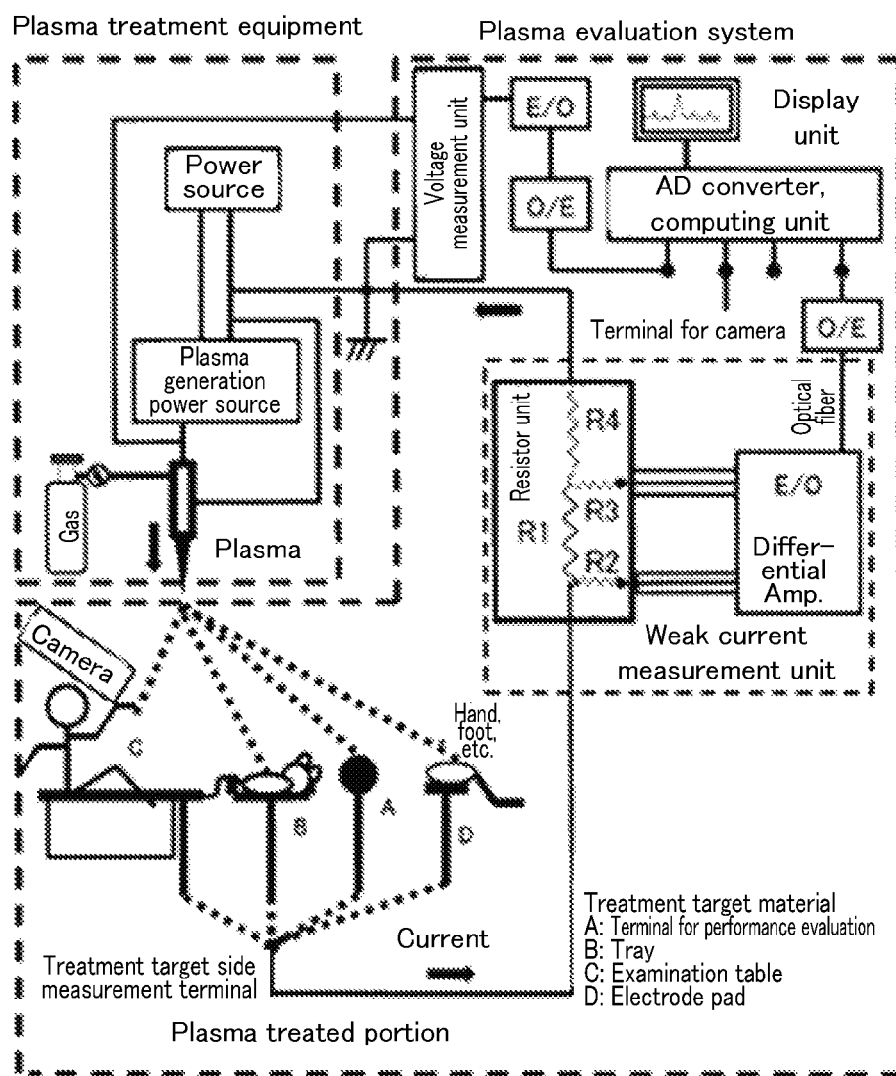 Plasma treatment equipment
Plasma evaluation system
Power
source
Plasma
generation
power source
Gas
Plasma
Voltage
measurement unit
E/O
O/E
Display
unit
AD converter,
computing unit
Terminal for camera
O/E
Optical
fiber
Resistor unit
R1
R4
R3
R2
E/O
Differ-
ential
Amp.
Weak current
measurement unit
Camera
C
B
A
Hand,
foot,
etc.
D
Current
Treatment target side
measurement terminal
Plasma treated portion
Treatment target material
A: Terminal for performance evaluation
B: Tray
C: Examination table
D: Electrode pad